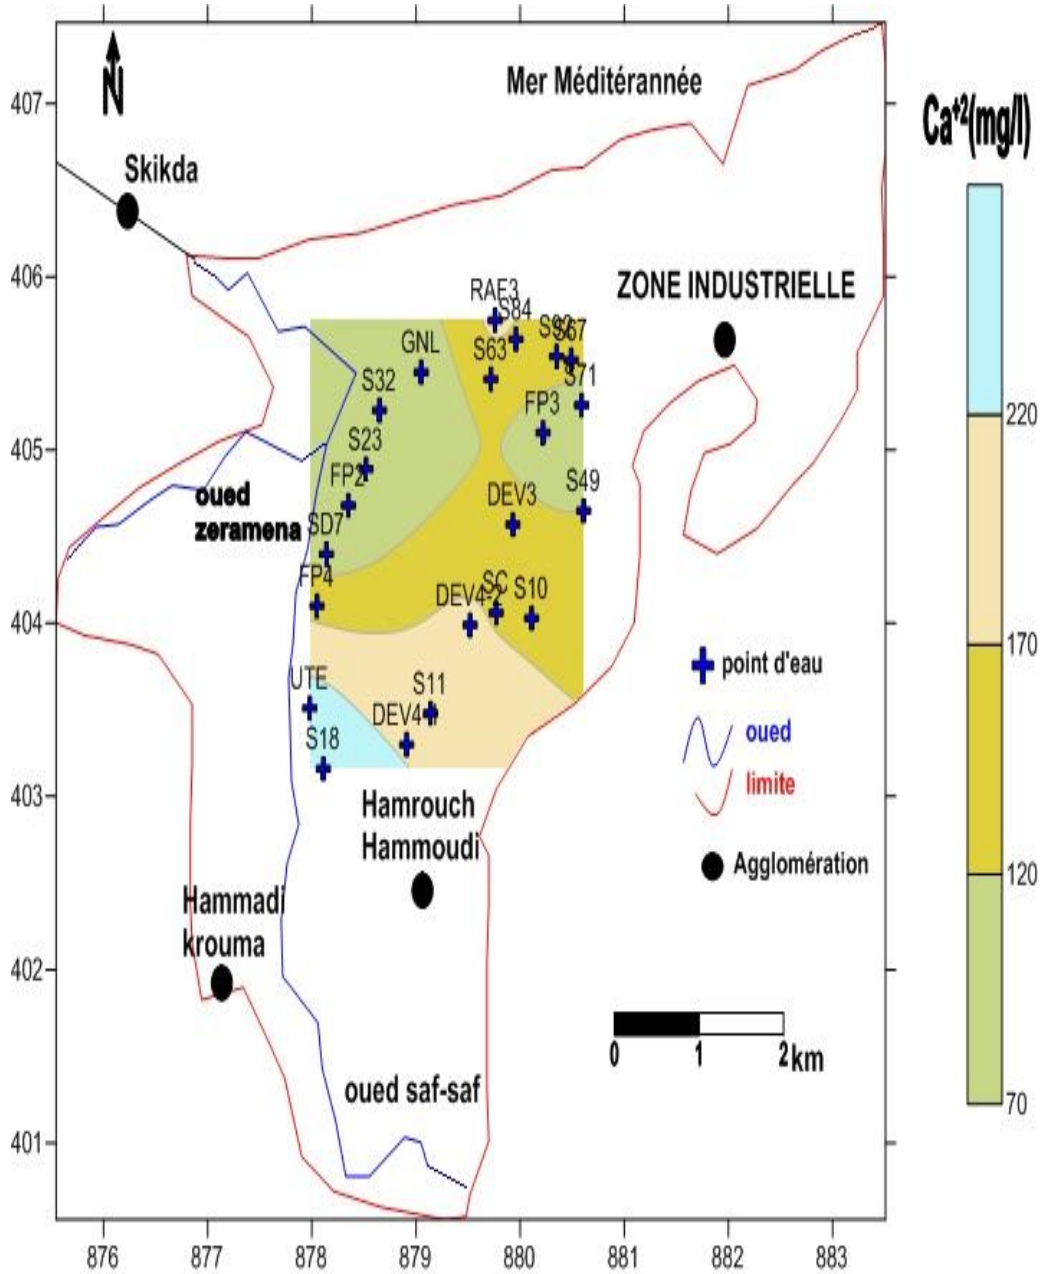 N
Mer Méditérannée
Ca+²(mg/l)
Skikda
ZONE INDUSTRIELLE
RAE3
S84
S92
S67
GNL
S63
S71
S32
FP3
S23
FP2
S49
DEV3
SD7
FP4
DEV4-2
SC
S10
oued
zeramena
UTE
S11
DEV4
S18
point d'eau
oued
limite
Agglomération
Hamrouch
Hammoudi
Hammadi
krouma
oued saf-saf
0 1 2 km
407
406
405
404
403
402
401
876 877 878 879 880 881 882 883
220
170
120
70